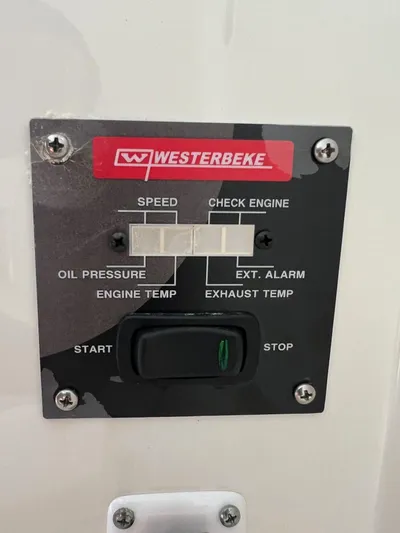 WESTERBEKE
SPEED CHECK ENGINE
OIL PRESSURE EXT. ALARM
ENGINE TEMP EXHAUST TEMP
START STOP